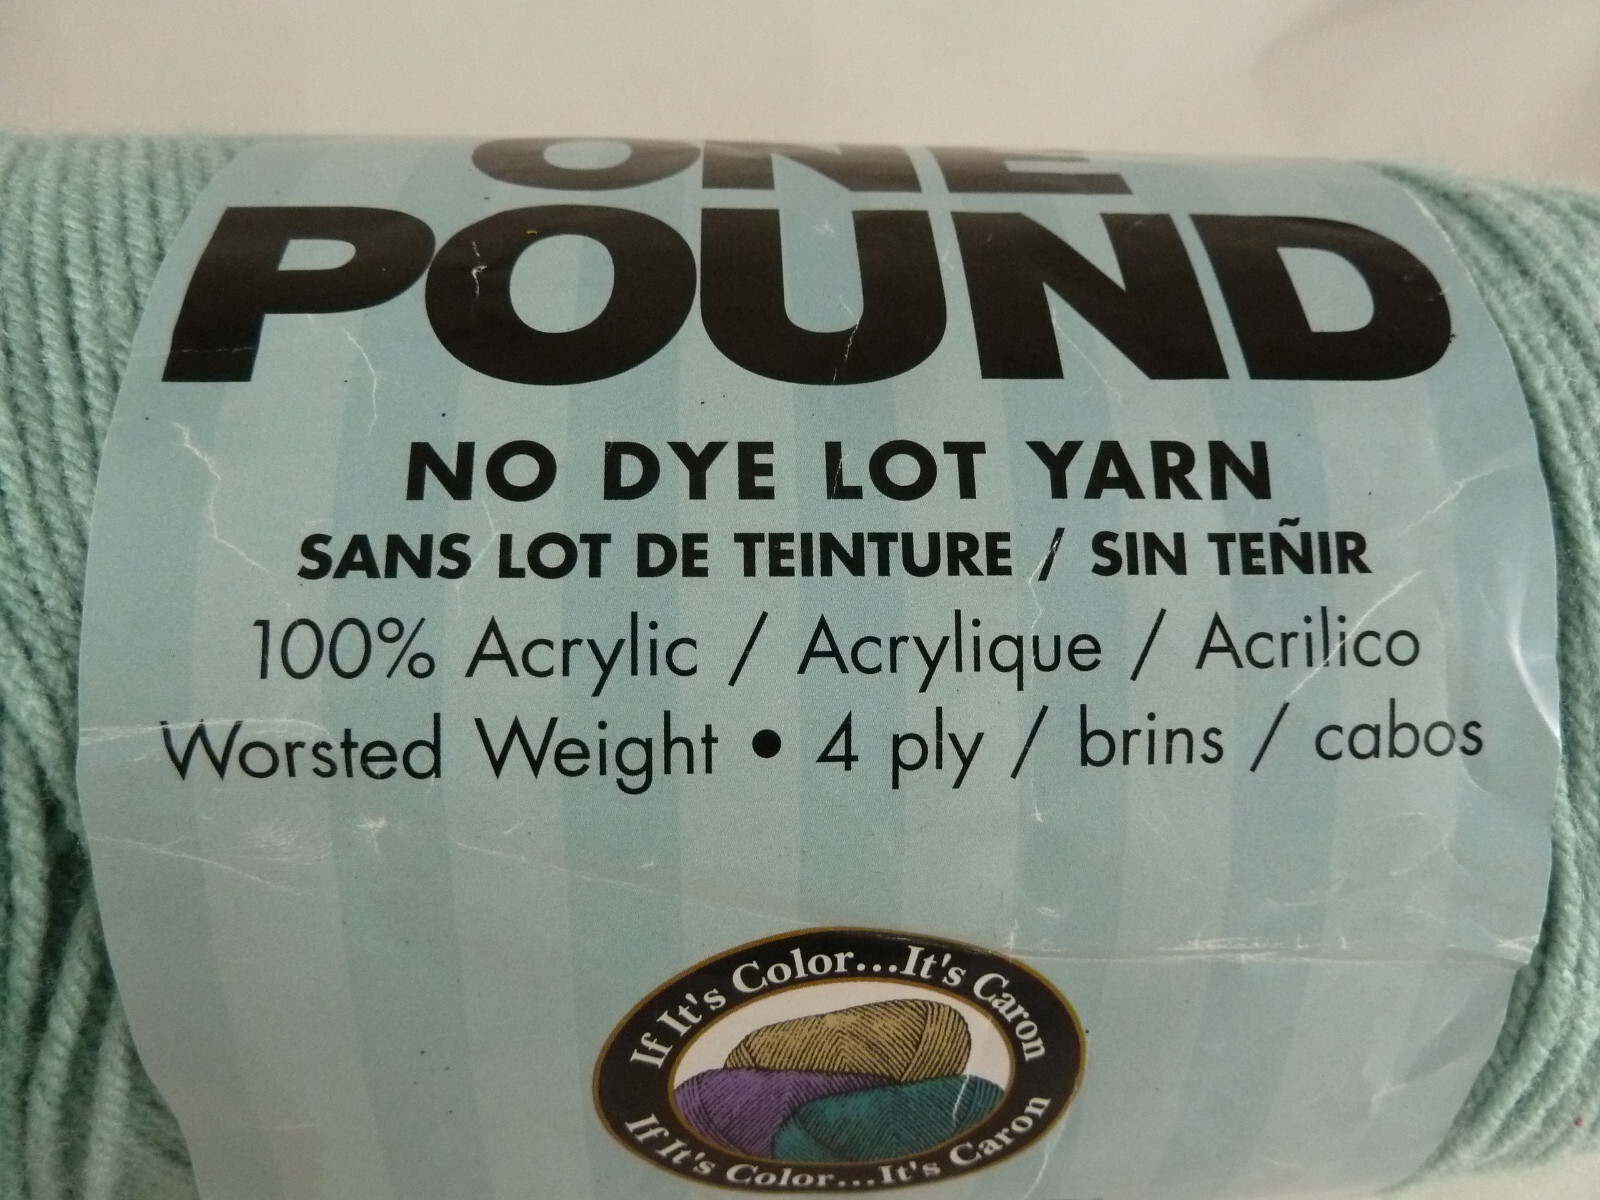 ONE
POUND
NO DYE LOT YARN
SANS LOT DE TEINTURE / SIN TEÑIR
100% Acrylic / Acrylique / Acrilico
Worsted Weight • 4 ply / brins / cabos
If It's Color...It's Caron
If It's Color...It's Caron